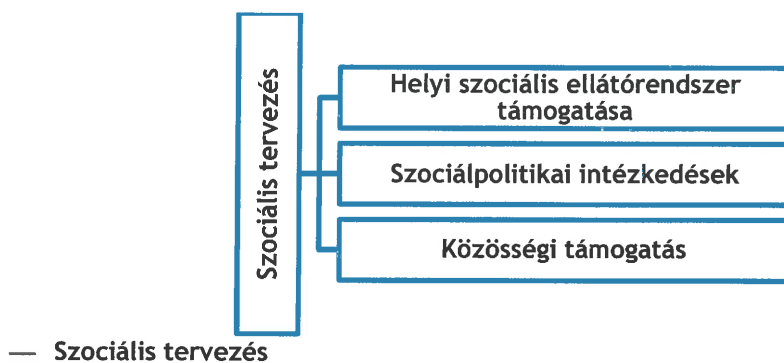 Szociális tervezés
Helyi szociális ellátórendszer
támogatása
Szociálpolitikai intézkedések
Közösségi támogatás
— Szociális tervezés